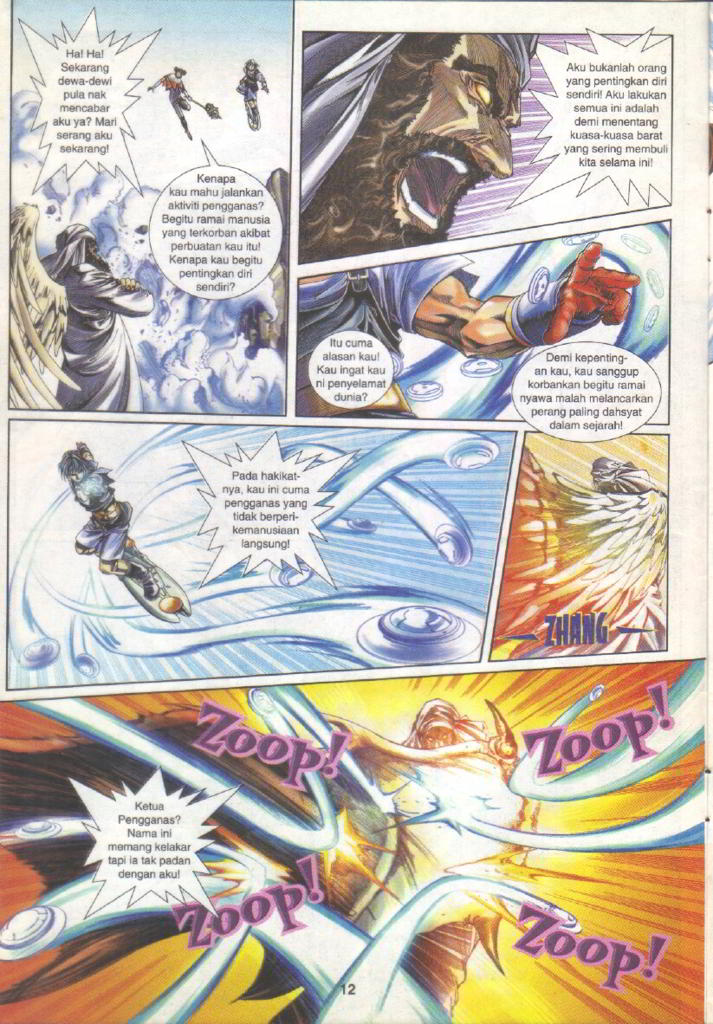 Ha! Ha!
Sekarang
dewa-dewi
pula nak
mencabar
aku ya? Mari
serang aku
sekarang!
Kenapa
kau mahu jalankan
aktiviti pengganas?
Begitu ramai manusia
yang terkorban akibat
perbuatan kau itu!
Kenapa kau begitu
pentingkan diri
sendiri?
Aku bukanlah orang
yang pentingkan diri
sendiri! Aku lakukan
semua ini adalah
demi menentang
kuasa-kuasa barat
yang sering membuli
kita selama ini!
Itu cuma
alasan kau!
Kau ingat kau
ni penyelamat
dunia?
Demi kepenting-
an kau, kau sanggup
korbankan begitu ramai
nyawa malah melancarkan
perang paling dahsyat
dalam sejarah!
Pada hakikat-
nya, kau ini cuma
pengganas yang
tidak berperi-
kemanusiaan
langsung!
ZHANG
Zoop!
Zoop!
Ketua
Pengganas?
Nama ini
memang kelakar
tapi ia tak padan
dengan aku!
Zoop!
Zoop!
12